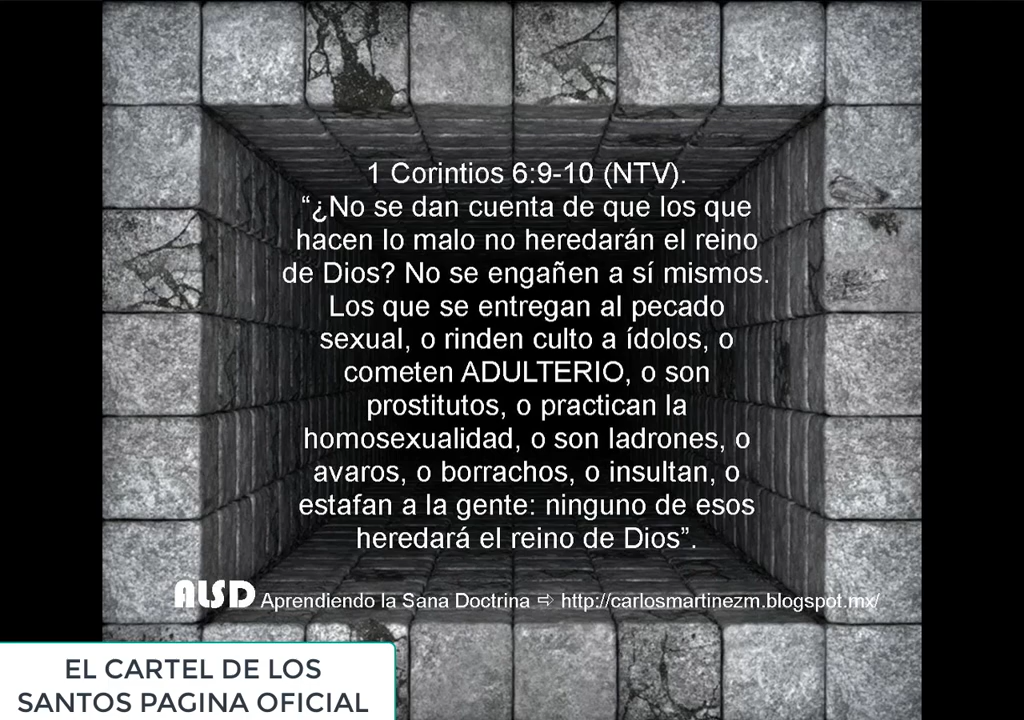 1 Corintios 6:9-10 (NTV).
“¿No se dan cuenta de que los que
hacen lo malo no heredarán el reino
de Dios? No se engañen a sí mismos.
Los que se entregan al pecado
sexual, o rinden culto a ídolos, o
cometen ADULTERIO, o son
prostitutos, o practican la
homosexualidad, o son ladrones, o
avaros, o borrachos, o insultan, o
estafan a la gente: ninguno de esos
heredará el reino de Dios”.
ALSD Aprendiendo la Sana Doctrina ⇨ http://carlosmartinezm.blogspot.mx/
EL CARTEL DE LOS
SANTOS PAGINA OFICIAL